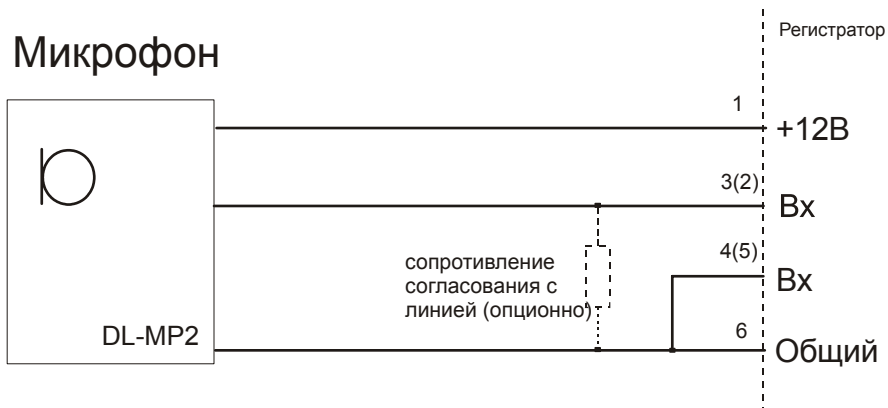 Регистратор
Микрофон
1
+12В
3(2)
Вх
4(5)
сопротивление
согласования с
линией (опционно)
Вх
DL-MP2
6
Общий